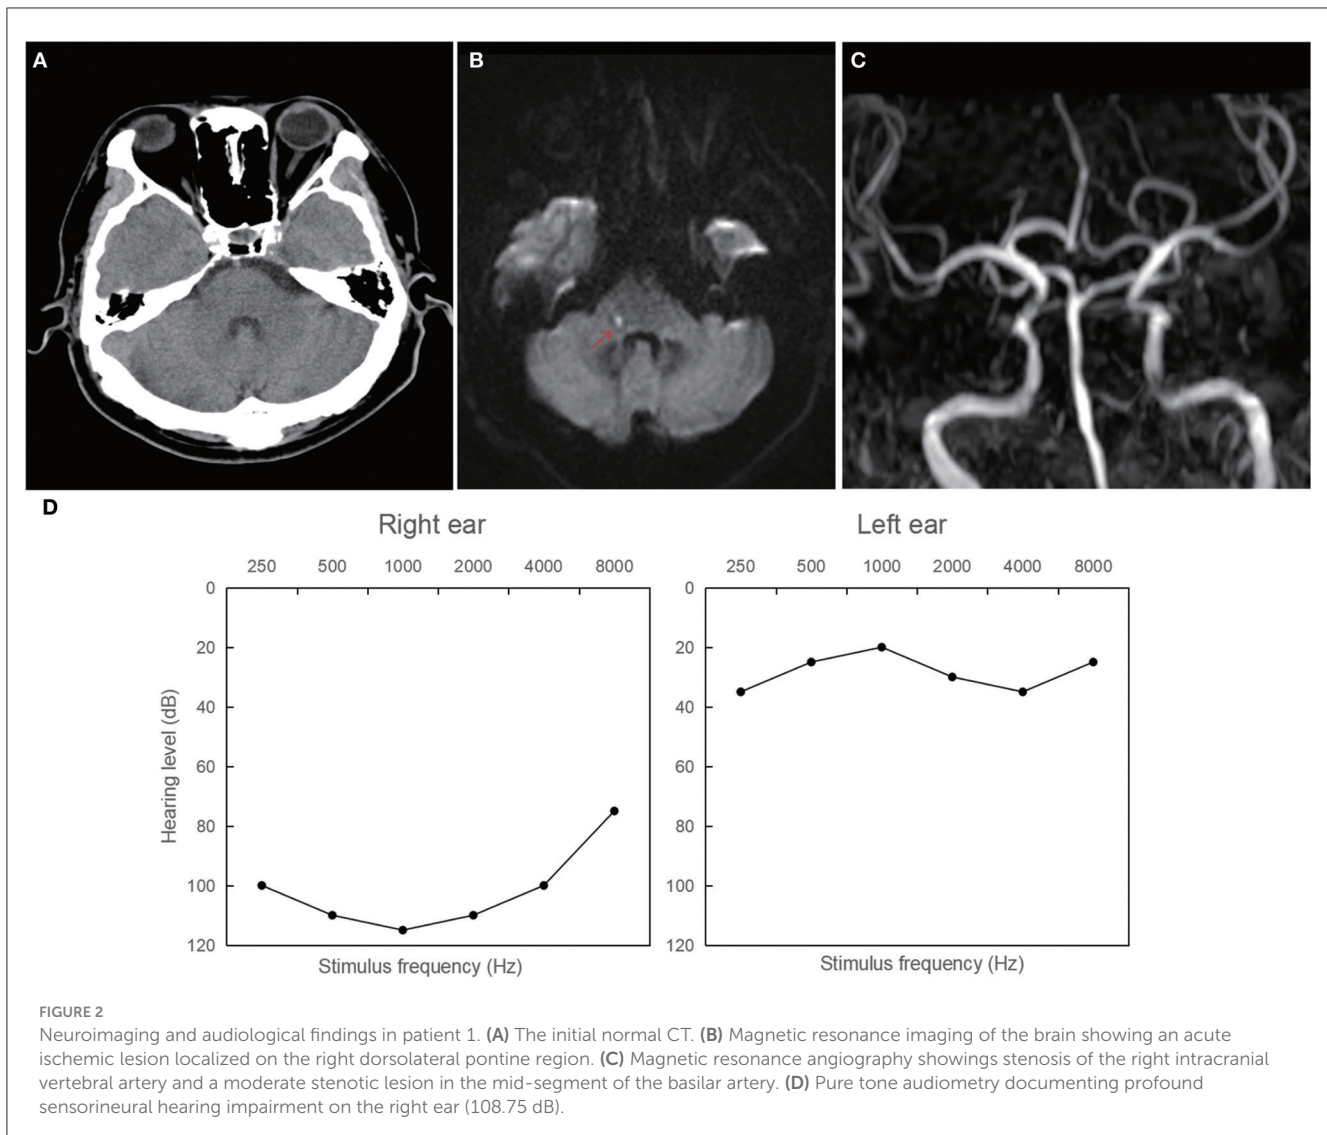 A
B
C
D
Right ear
Left ear
250 500 1000 2000 4000 8000
250 500 1000 2000 4000 8000
0
20
40
60
80
100
120
Hearing level (dB)
0
20
40
60
80
100
120
Stimulus frequency (Hz)
Stimulus frequency (Hz)
FIGURE 2
Neuroimaging and audiological findings in patient 1. (A) The initial normal CT. (B) Magnetic resonance imaging of the brain showing an acute
ischemic lesion localized on the right dorsolateral pontine region. (C) Magnetic resonance angiography showings stenosis of the right intracranial
vertebral artery and a moderate stenotic lesion in the mid-segment of the basilar artery. (D) Pure tone audiometry documenting profound
sensorineural hearing impairment on the right ear (108.75 dB).